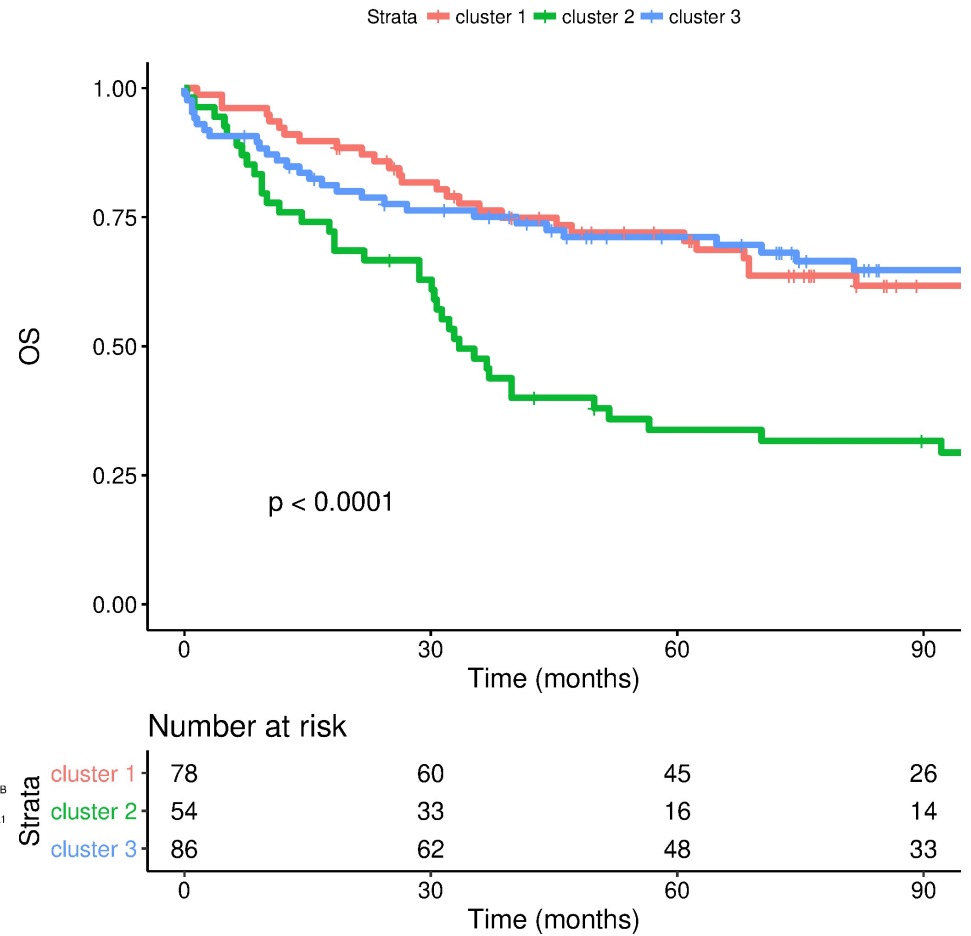 Strata cluster 1 cluster 2 cluster 3
1.00
0.75
0.50
0.25
0.00
OS
p < 0.0001
0 30 60 90
Time (months)
Number at risk
Strata
cluster 1 78 60 45 26
cluster 2 54 33 16 14
cluster 3 86 62 48 33
B
1
0 30 60 90
Time (months)